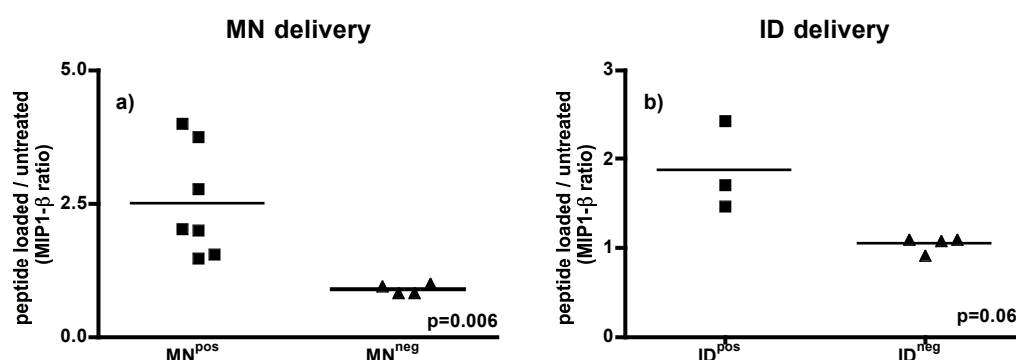 MN delivery
peptide loaded / untreated
(MIP1-β ratio)
5.0
2.5
0.0
a)
p=0.006
MNpos
MNneg
ID delivery
peptide loaded / untreated
(MIP1-β ratio)
3
2
1
0
b)
p=0.06
IDpos
IDneg